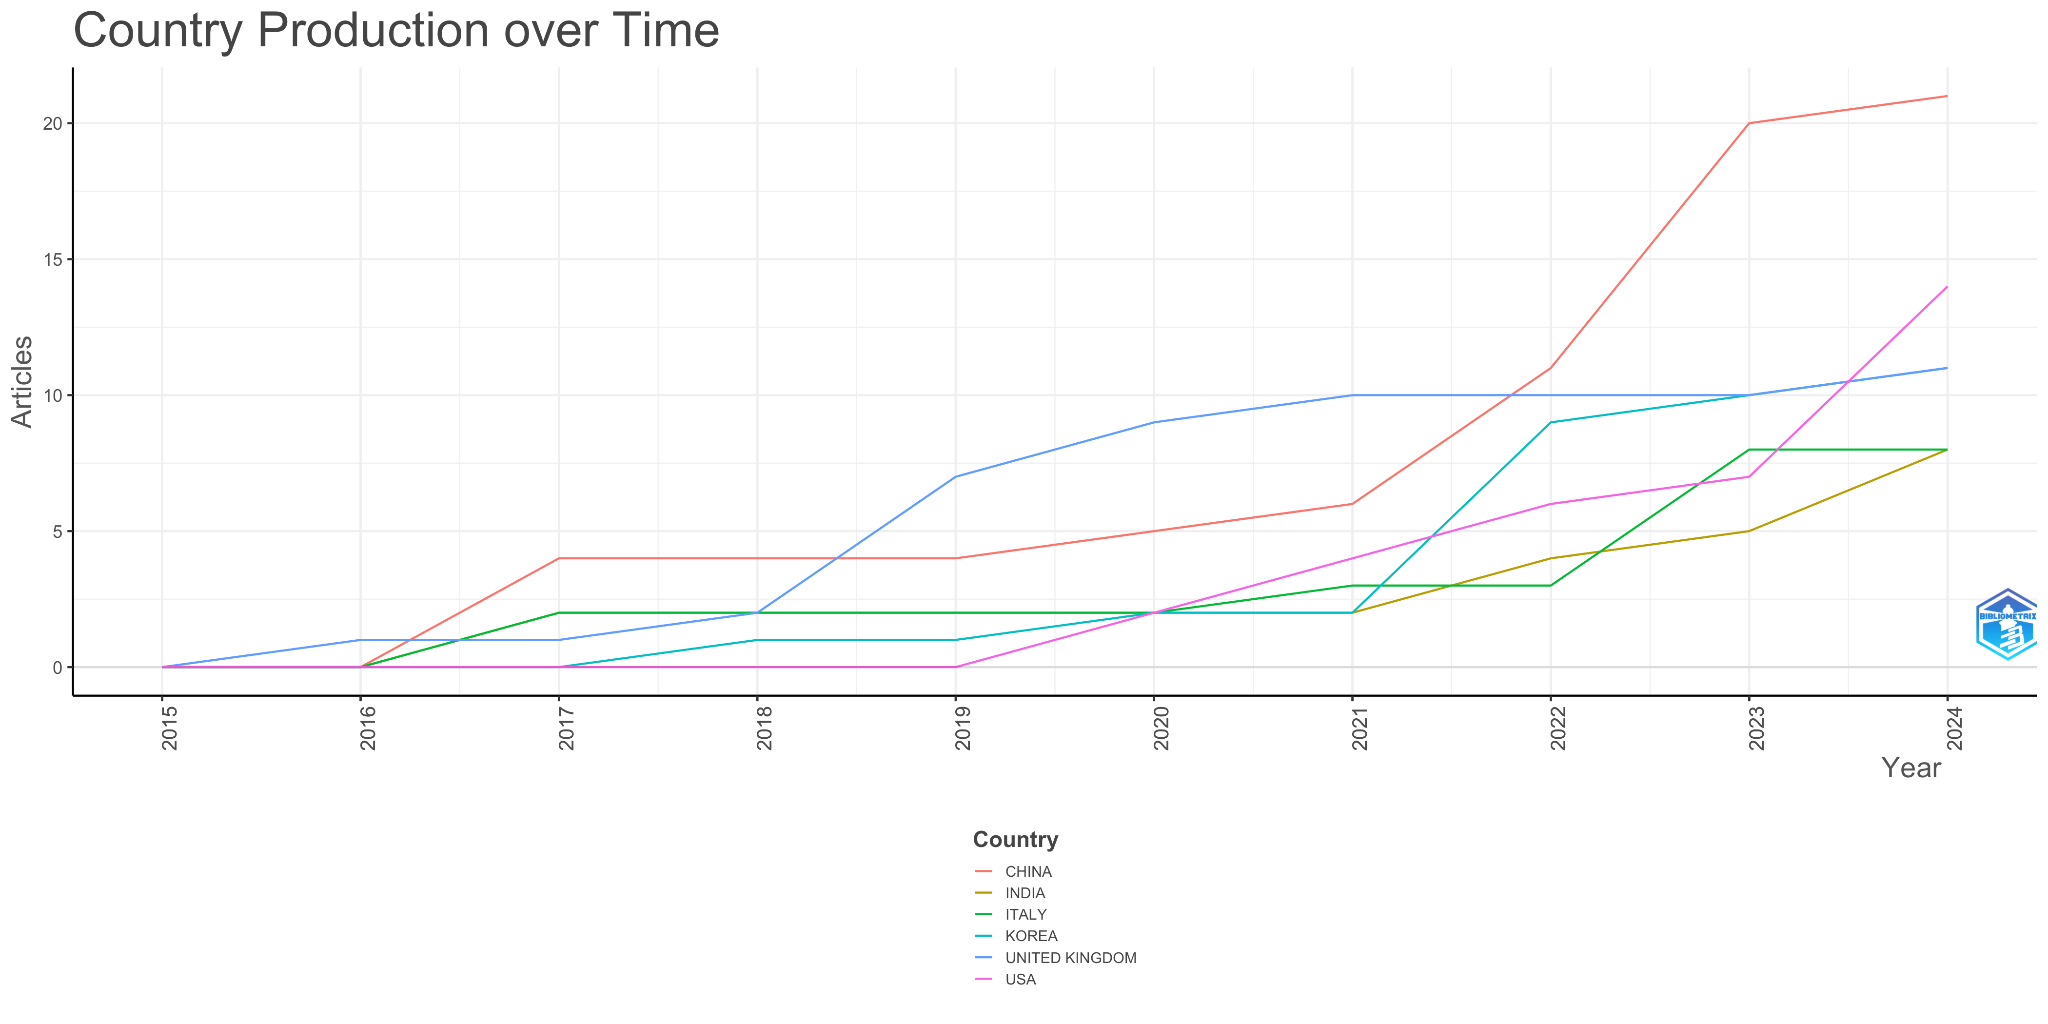 Country Production over Time
Articles
20
15
10
5
0
2015
2016
2017
2018
2019
2020
2021
2022
2023
2024
Year
BIBLIOMETRIX
Country
CHINA
INDIA
ITALY
KOREA
UNITED KINGDOM
USA